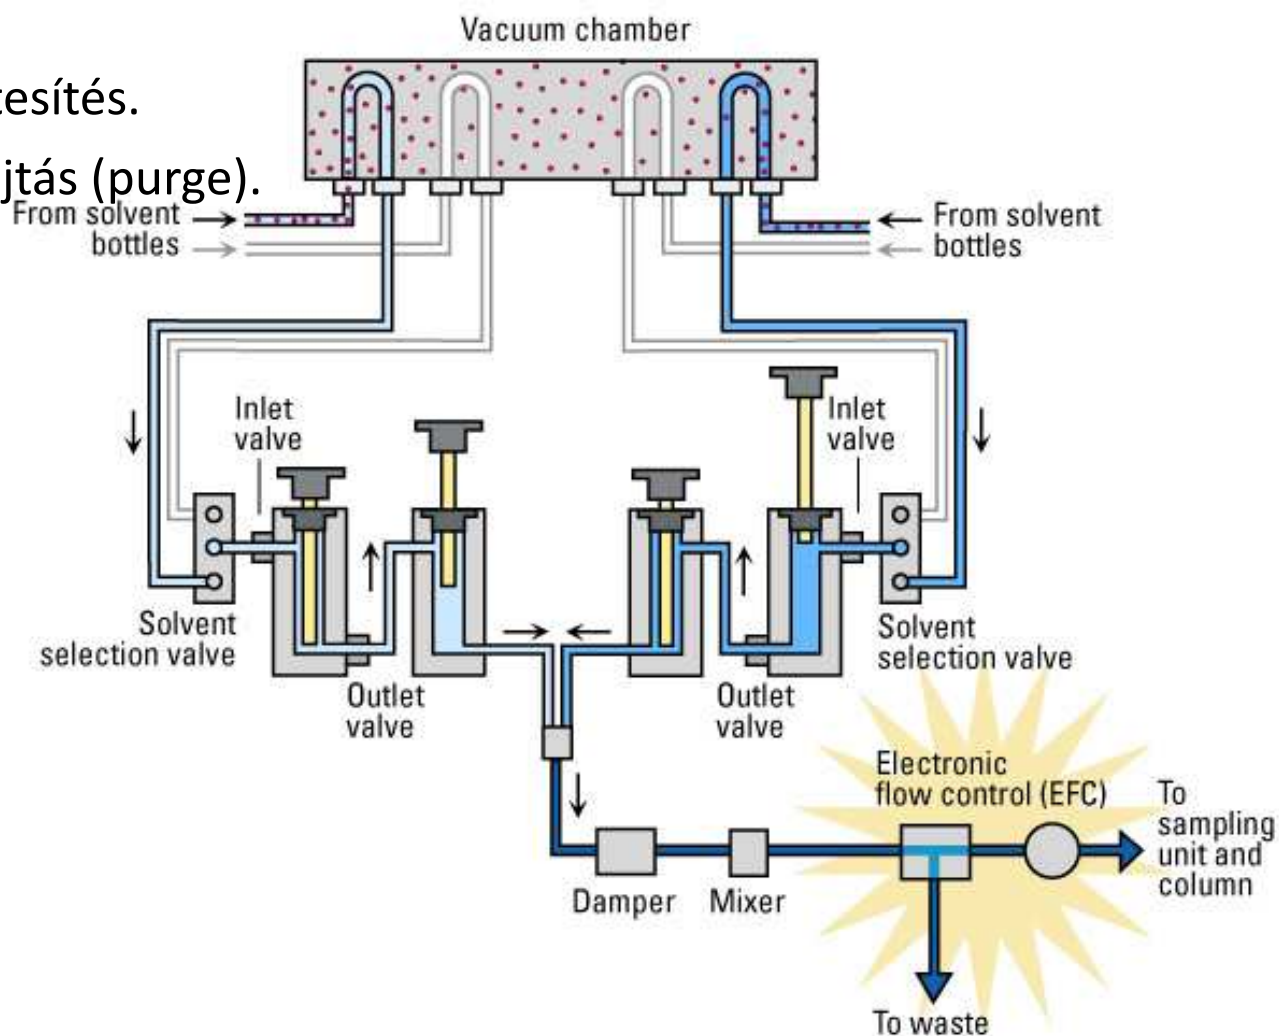 Vacuum chamber
tesítés.
jtás (purge).
From solvent
bottles
From solvent
bottles
Inlet
valve
Inlet
valve
Solvent
selection valve
Outlet
valve
Outlet
valve
Solvent
selection valve
Electronic
flow control (EFC)
To
sampling
unit and
column
Damper
Mixer
To waste